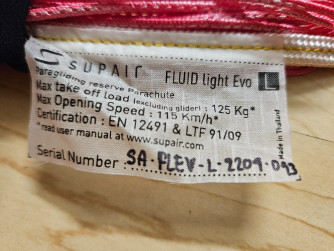 SUPAIR FLUID light Evo L
Paragliding reserve Parachute
Max take off load (excluding glider) : 125 Kg*
Max Opening Speed : 115 Km/h*
Certification : EN 12491 & LTF 91/09
*read user manual at www.supair.com
Serial Number : SA-FLEV-L-2209-093
Made in Thailand